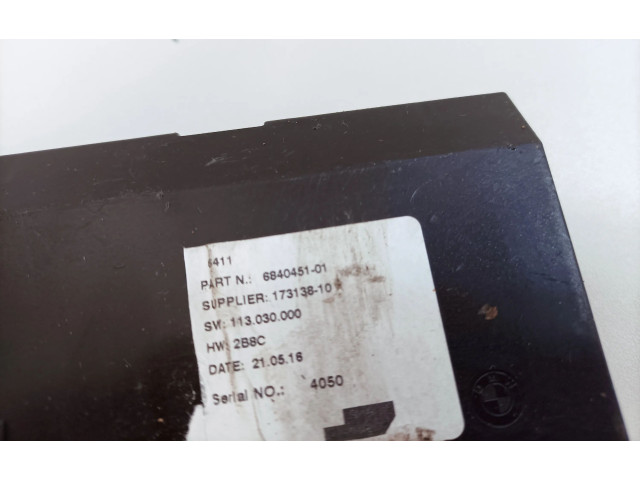 6411
PART N.: 6840451-01
SUPPLIER: 173138-10
SW: 113.030.000
HW: 2B8C
DATE: 21.05.16
Serial NO.: 4050